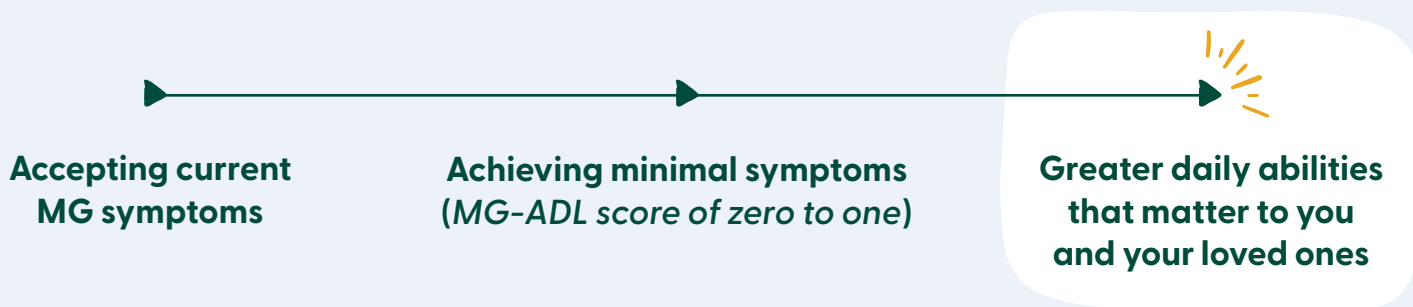 Accepting current
MG symptoms
Achieving minimal symptoms
(MG-ADL score of zero to one)
Greater daily abilities
that matter to you
and your loved ones